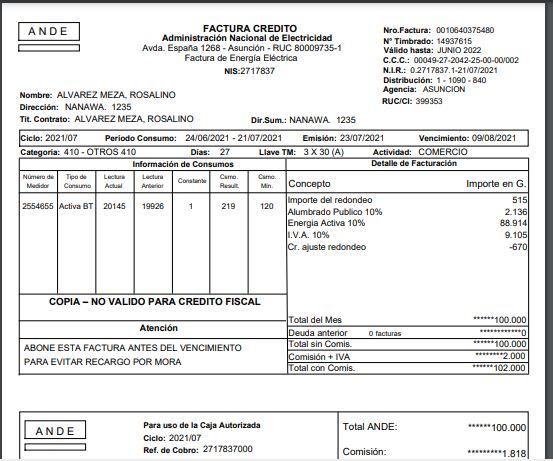 ANDE
FACTURA CREDITO
Administración Nacional de Electricidad
Avda. España 1268 - Asunción - RUC 80009735-1
Factura de Energía Eléctrica
NIS:2717837
Nro.Factura: 0010640375480
N° Timbrado: 14937615
Válido hasta: JUNIO 2022
C.C.C.: 00049-27-2042-25-00-00/002
N.I.R.: 0.2717837.1-21/07/2021
Distribución: 1 - 1090 - 840
Agencia: ASUNCION
RUC/CI: 399353
Nombre: ALVAREZ MEZA, ROSALINO
Dirección: NANAWA. 1235
Tit. Contrato: ALVAREZ MEZA, ROSALINO Dir.Sum.: NANAWA. 1235
Ciclo: 2021/07 Período Consumo: 24/06/2021 - 21/07/2021 Emisión: 23/07/2021 Vencimiento: 09/08/2021
Categoría: 410 - OTROS 410 Días: 27 Llave TM: 3 X 30 (A) Actividad: COMERCIO
Información de Consumos
Número de Medidor Tipo de Consumo Lectura Actual Lectura Anterior Constante Csmo. Result. Csmo. Mín.
2554655 Activa BT 20145 19926 1 219 120
COPIA – NO VALIDO PARA CREDITO FISCAL
Atención
ABONE ESTA FACTURA ANTES DEL VENCIMIENTO
PARA EVITAR RECARGO POR MORA
Detalle de Facturación
Concepto Importe en G.
Importe del redondeo 515
Alumbrado Publico 10% 2.136
Energia Activa 10% 88.914
I.V.A. 10% 9.105
Cr. ajuste redondeo -670
Total del Mes ******100.000
Deuda anterior 0 facturas ************0
Total sin Comis. ******100.000
Comisión + IVA ********2.000
Total con Comis. ******102.000
ANDE
Para uso de la Caja Autorizada
Ciclo: 2021/07
Ref. de Cobro: 2717837000
Total ANDE: ******100.000
Comisión: ********1.818